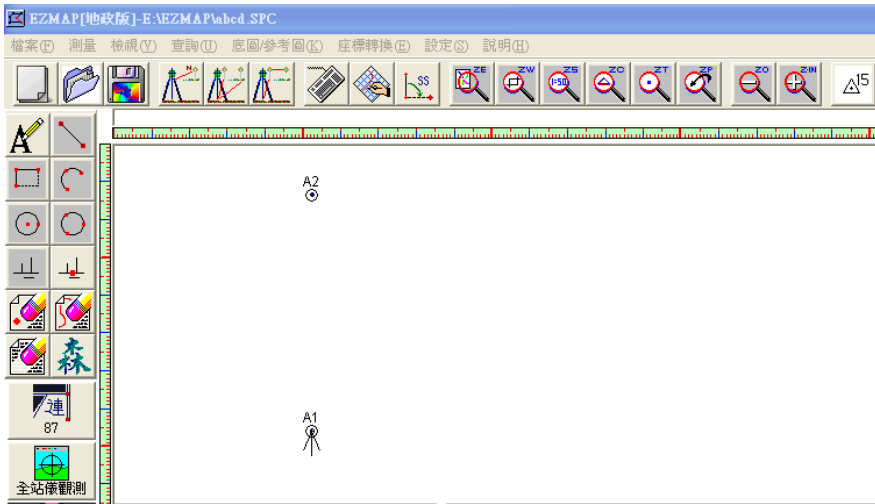 EZMAP[地政版]-E:\EZMAP\abcd.SPC
檔案(F) 測量 檢視(V) 查詢(U) 底圖/參考圖(K) 座標轉換(E) 設定(S) 說明(H)
N° SS ZE ZW ZS 1=50 ZC ZT ZP ZO Z-IN 15
A
A2
森
連
87
A1
全站儀觀測